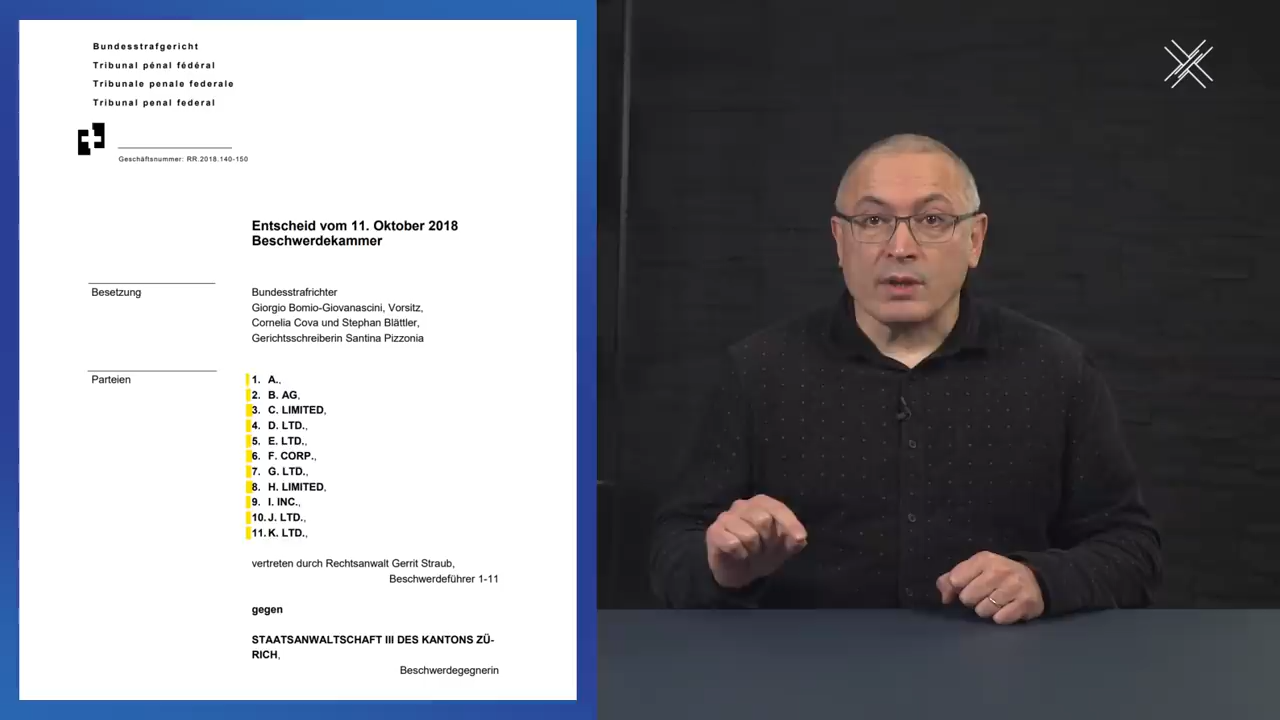 Bundesstrafgericht
Tribunal pénal fédéral
Tribunale penale federale
Tribunal penal federal
Geschäftsnummer: RR.2018.140-150
Entscheid vom 11. Oktober 2018
Beschwerdekammer
Besetzung
Bundesstrafrichter
Giorgio Bomio-Giovanascini, Vorsitz,
Cornelia Cova und Stephan Blättler,
Gerichtsschreiberin Santina Pizzonia
Parteien
1. A.,
2. B. AG,
3. C. LIMITED,
4. D. LTD.,
5. E. LTD.,
6. F. CORP.,
7. G. LTD.,
8. H. LIMITED,
9. I. INC.,
10. J. LTD.,
11. K. LTD.,
vertreten durch Rechtsanwalt Gerrit Straub,
Beschwerdeführer 1-11
gegen
STAATSANWALTSCHAFT III DES KANTONS ZÜ-
RICH,
Beschwerdegegnerin